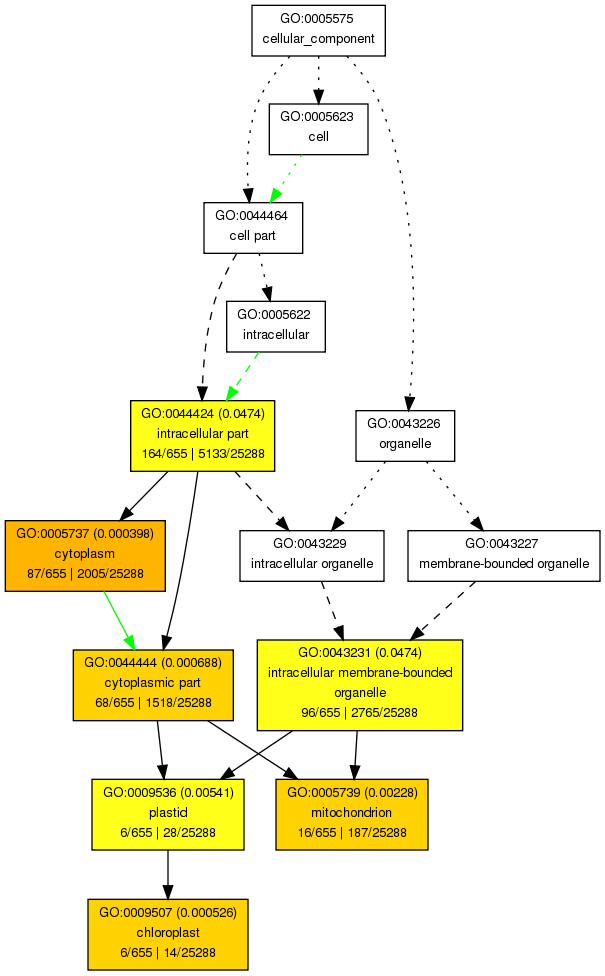 GO:0005575
cellular_component
GO:0005623
cell
GO:0044464
cell part
GO:0005622
intracellular
GO:0044424 (0.0474)
intracellular part
164/655 | 5133/25288
GO:0043226
organelle
GO:0005737 (0.000398)
cytoplasm
87/655 | 2005/25288
GO:0043229
intracellular organelle
GO:0043227
membrane-bounded organelle
GO:0044444 (0.000688)
cytoplasmic part
68/655 | 1518/25288
GO:0043231 (0.0474)
intracellular membrane-bounded
organelle
96/655 | 2765/25288
GO:0009536 (0.00541)
plastid
6/655 | 28/25288
GO:0005739 (0.00228)
mitochondrion
16/655 | 187/25288
GO:0009507 (0.000526)
chloroplast
6/655 | 14/25288